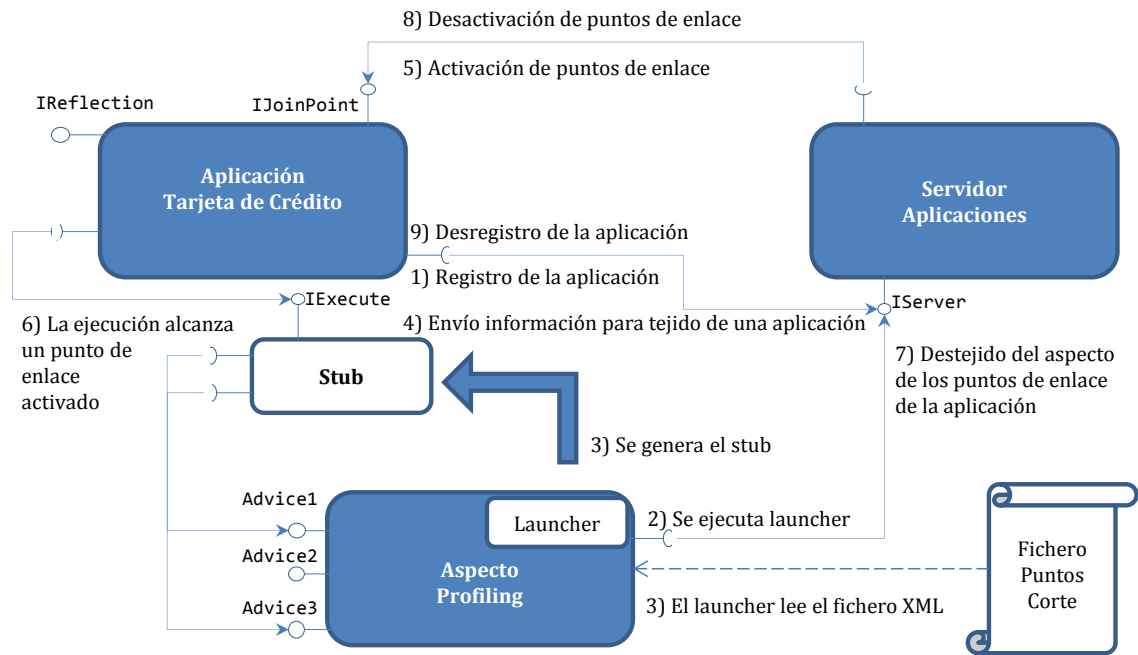 8) Desactivación de puntos de enlace
5) Activación de puntos de enlace
IReflection
IJoinPoint
Aplicación
Tarjeta de Crédito
Servidor
Aplicaciones
9) Desregistro de la aplicación
1) Registro de la aplicación
IExecute
IServer
6) La ejecución alcanza
un punto de
enlace
activado
4) Envío información para tejido de una aplicación
7) Destejido del aspecto
de los puntos de enlace
de la aplicación
Stub
3) Se genera el stub
Advice1
Launcher
2) Se ejecuta launcher
Advice2
Aspecto
Profiling
Fichero
Puntos
Corte
Advice3
3) El launcher lee el fichero XML